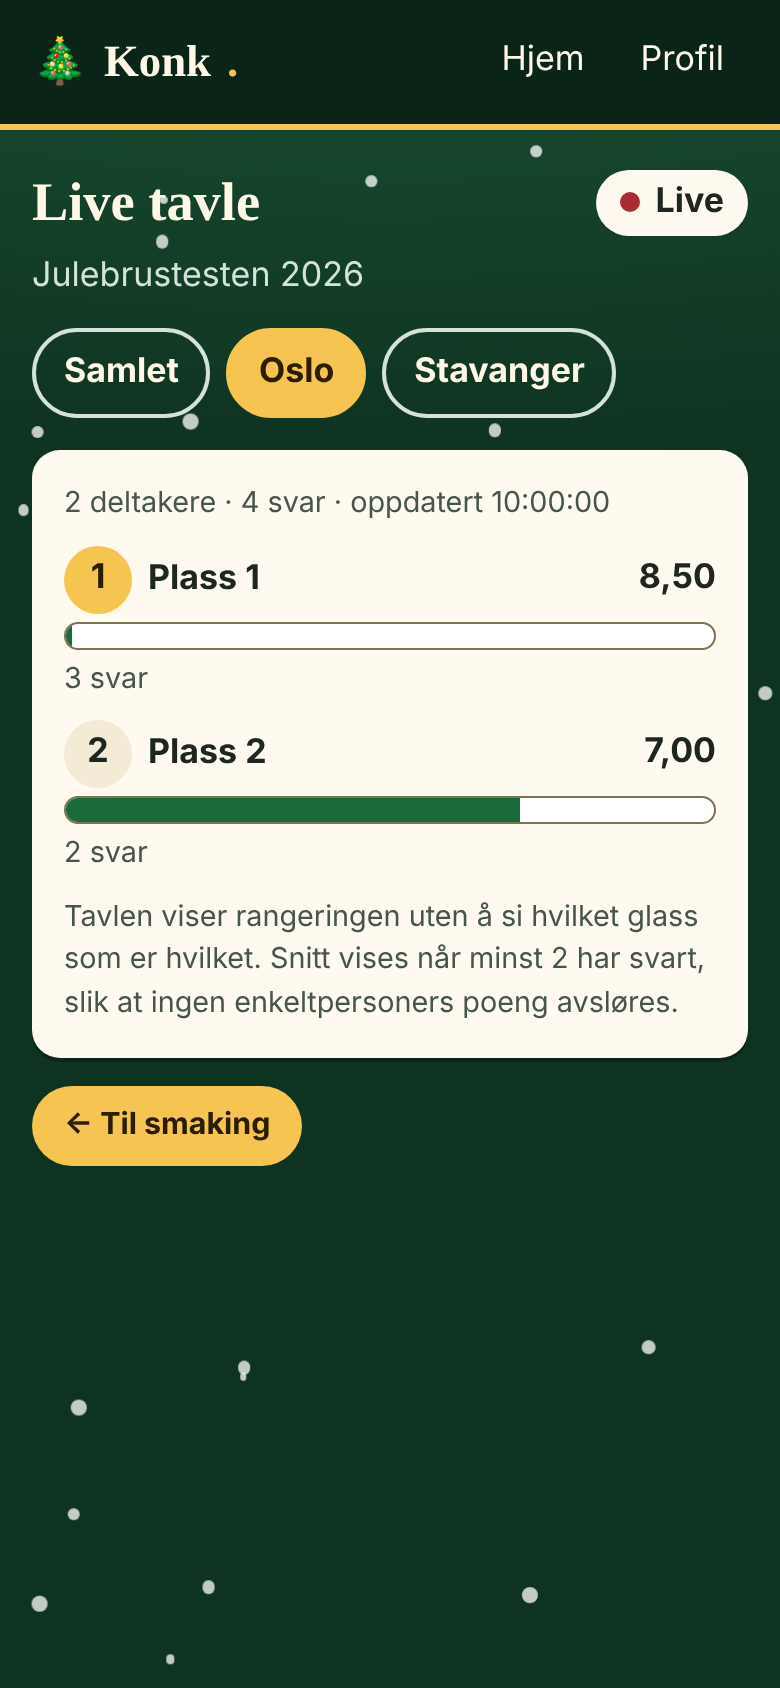 Konk .
Hjem
Profil
Live tavle
Live
Julebrustesten 2026
Samlet
Oslo
Stavanger
2 deltakere · 4 svar · oppdatert 10:00:00
1 Plass 1 8,50
3 svar
2 Plass 2 7,00
2 svar
Tavlen viser rangeringen uten å si hvilket glass
som er hvilket. Snitt vises når minst 2 har svart,
slik at ingen enkeltpersoners poeng avsløres.
← Til smaking